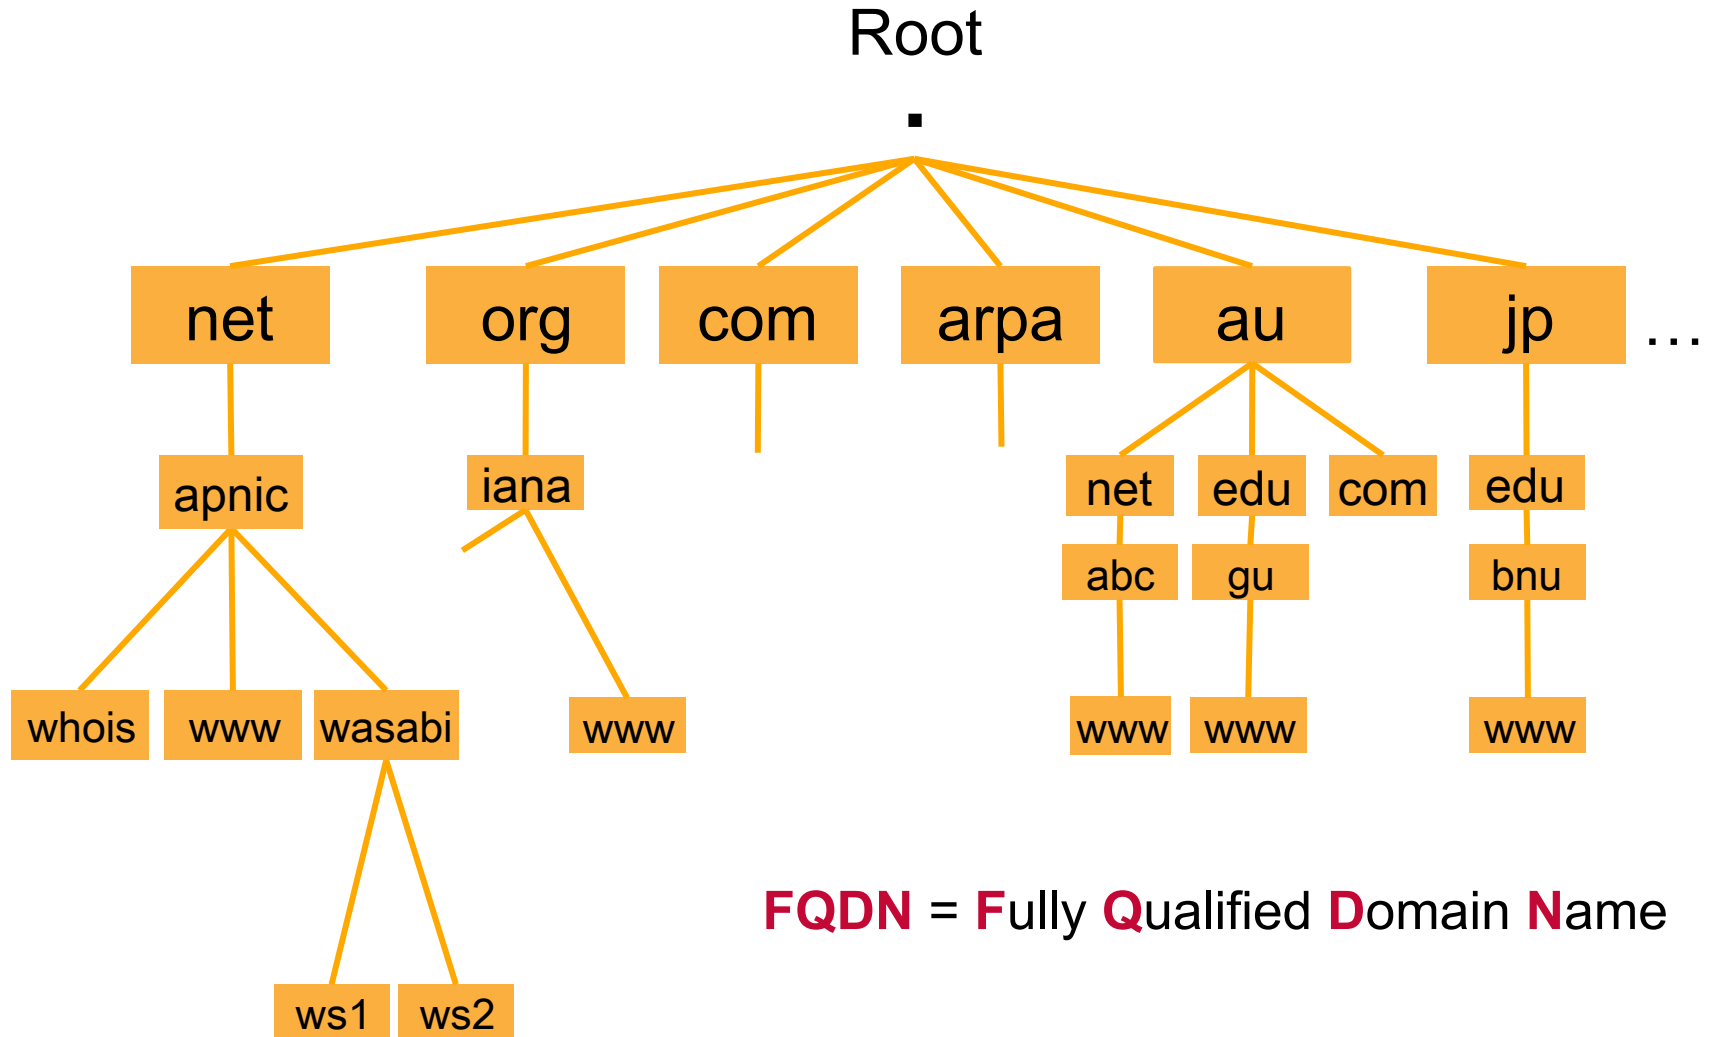 Root
.
net org com arpa au jp …
apnic iana net edu com edu
abc gu bnu
whois www wasabi www www www www
FQDN = Fully Qualified Domain Name
ws1 ws2